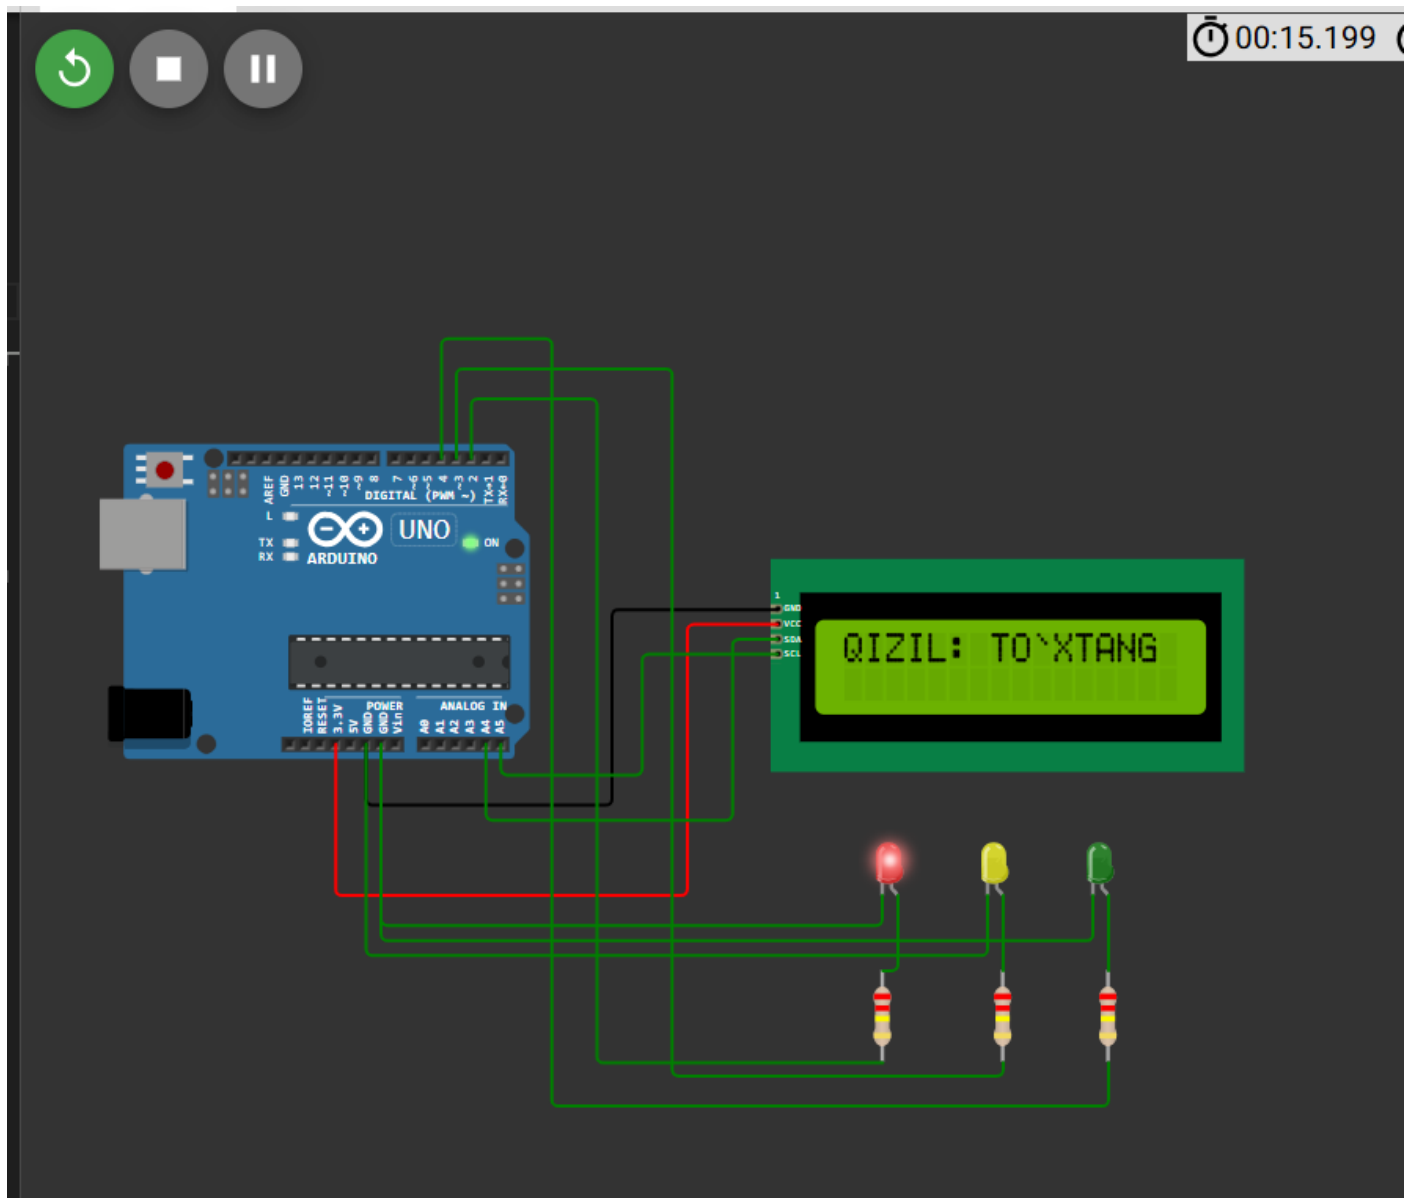 00:15.199
AREF
GND
13
12
~11
~10
~9
8
7
~6
~5
4
~3
2
TX→1
RX←0
DIGITAL (PWM ~)
L
TX
RX
UNO
ON
ARDUINO
1
GND
VCC
SDA
SCL
QIZIL: TO`XTANG
POWER
ANALOG IN
IOREF
RESET
3.3V
5V
GND
GND
Vin
A0
A1
A2
A3
A4
A5